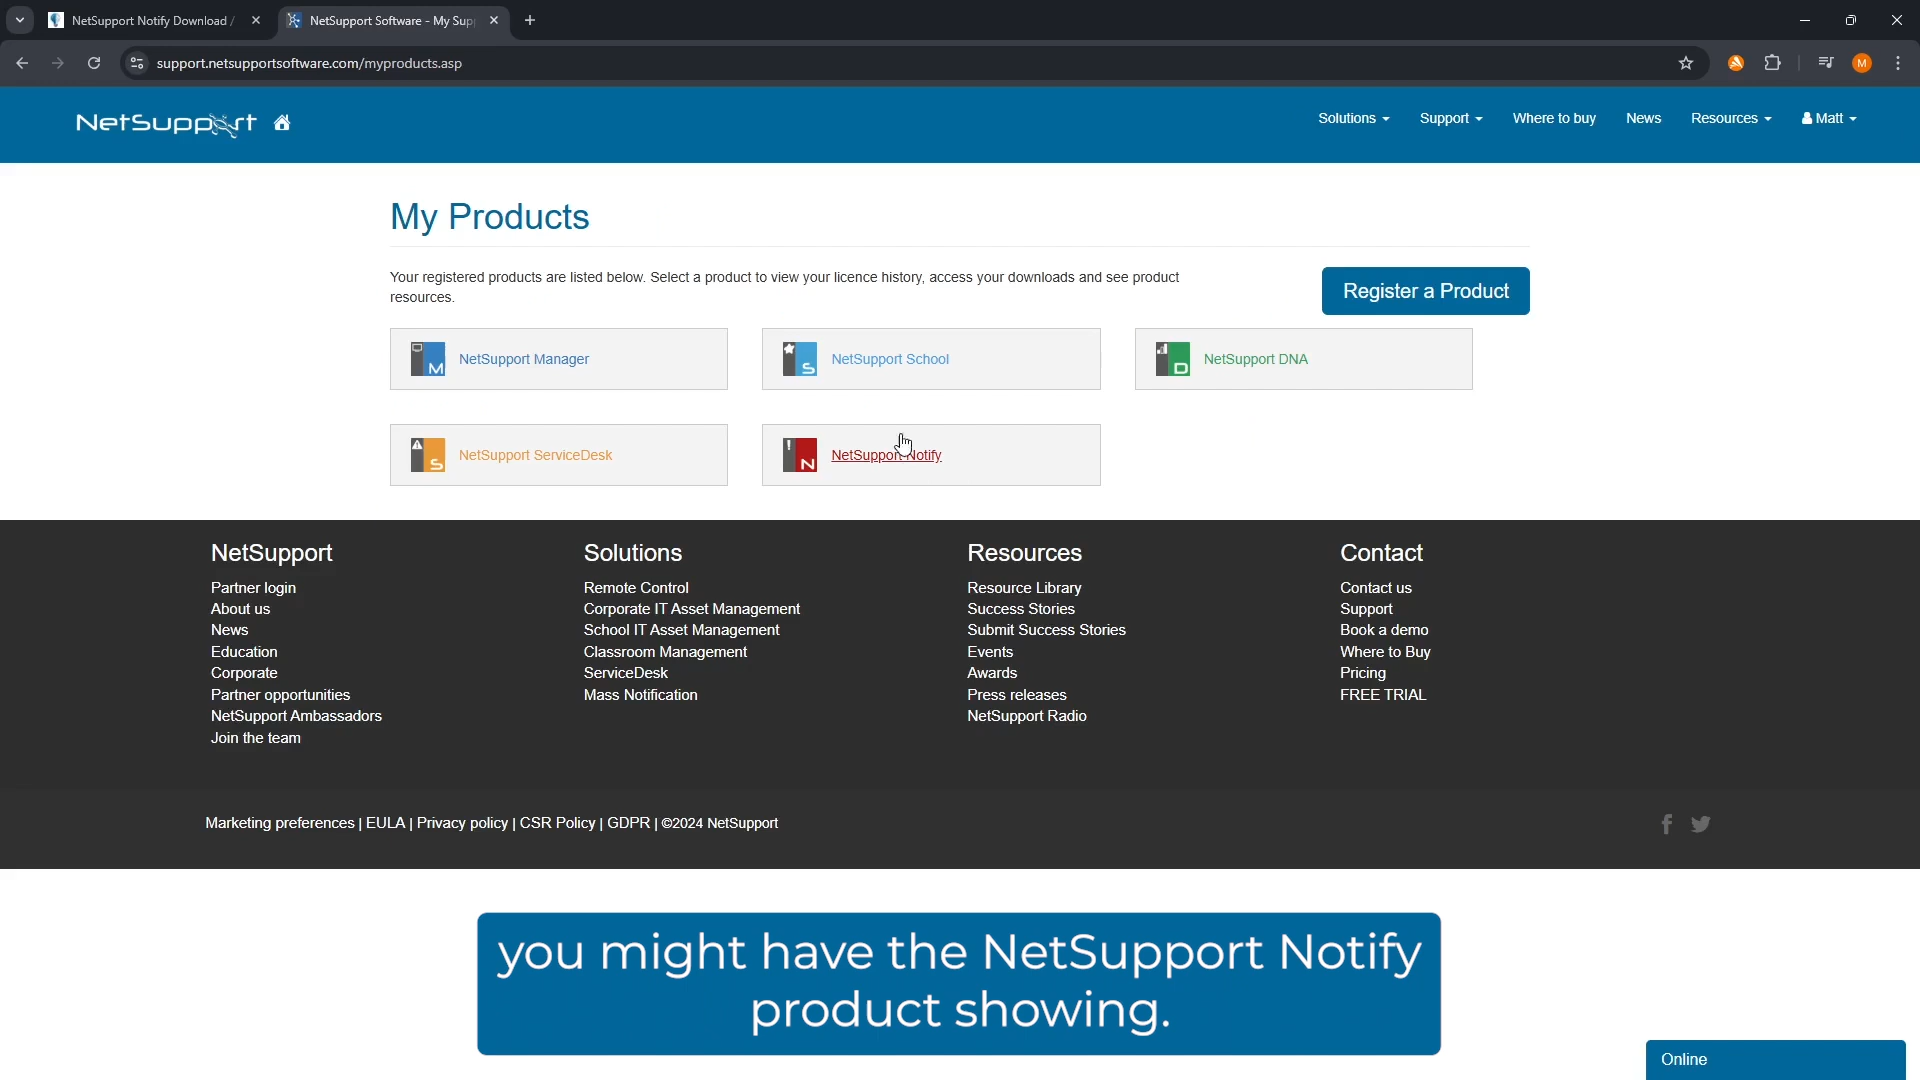 NetSupport Notify Download /
NetSupport Software - My Sup
support.netsupportsoftware.com/myproducts.asp
M
NetSupport
Solutions
Support
Where to buy
News
Resources
Matt
My Products
Your registered products are listed below. Select a product to view your licence history, access your downloads and see product
resources.
Register a Product
M
NetSupport Manager
S
NetSupport School
D
NetSupport DNA
S
NetSupport ServiceDesk
N
NetSupport Notify
NetSupport
Partner login
About us
News
Education
Corporate
Partner opportunities
NetSupport Ambassadors
Join the team
Solutions
Remote Control
Corporate IT Asset Management
School IT Asset Management
Classroom Management
ServiceDesk
Mass Notification
Resources
Resource Library
Success Stories
Submit Success Stories
Events
Awards
Press releases
NetSupport Radio
Contact
Contact us
Support
Book a demo
Where to Buy
Pricing
FREE TRIAL
Marketing preferences | EULA | Privacy policy | CSR Policy | GDPR | ©2024 NetSupport
you might have the NetSupport Notify
product showing.
Online